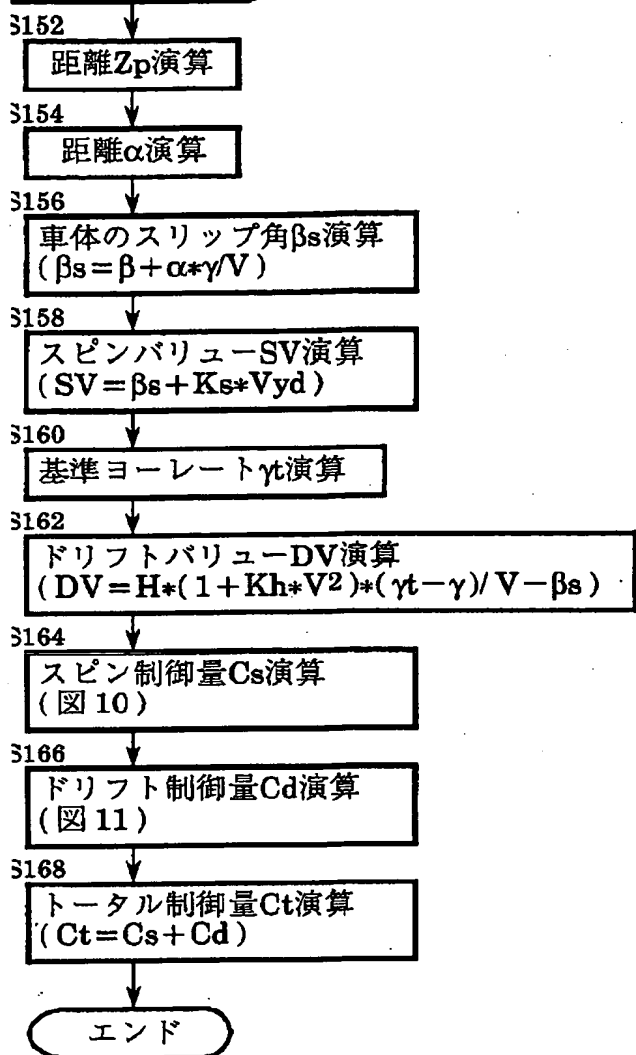 S152
距離Zp演算
S154
距離α演算
S156
車体のスリップ角βs演算
(βs=β+α*γ/V)
S158
スピンバリューSV演算
(SV=βs+Ks*Vyd)
S160
基準ヨーレートγt演算
S162
ドリフトバリューDV演算
(DV=H*(1+Kh*V²)*(γt−γ)/V−βs)
S164
スピン制御量Cs演算
(図10)
S166
ドリフト制御量Cd演算
(図11)
S168
トータル制御量Ct演算
(Ct=Cs+Cd)
エンド